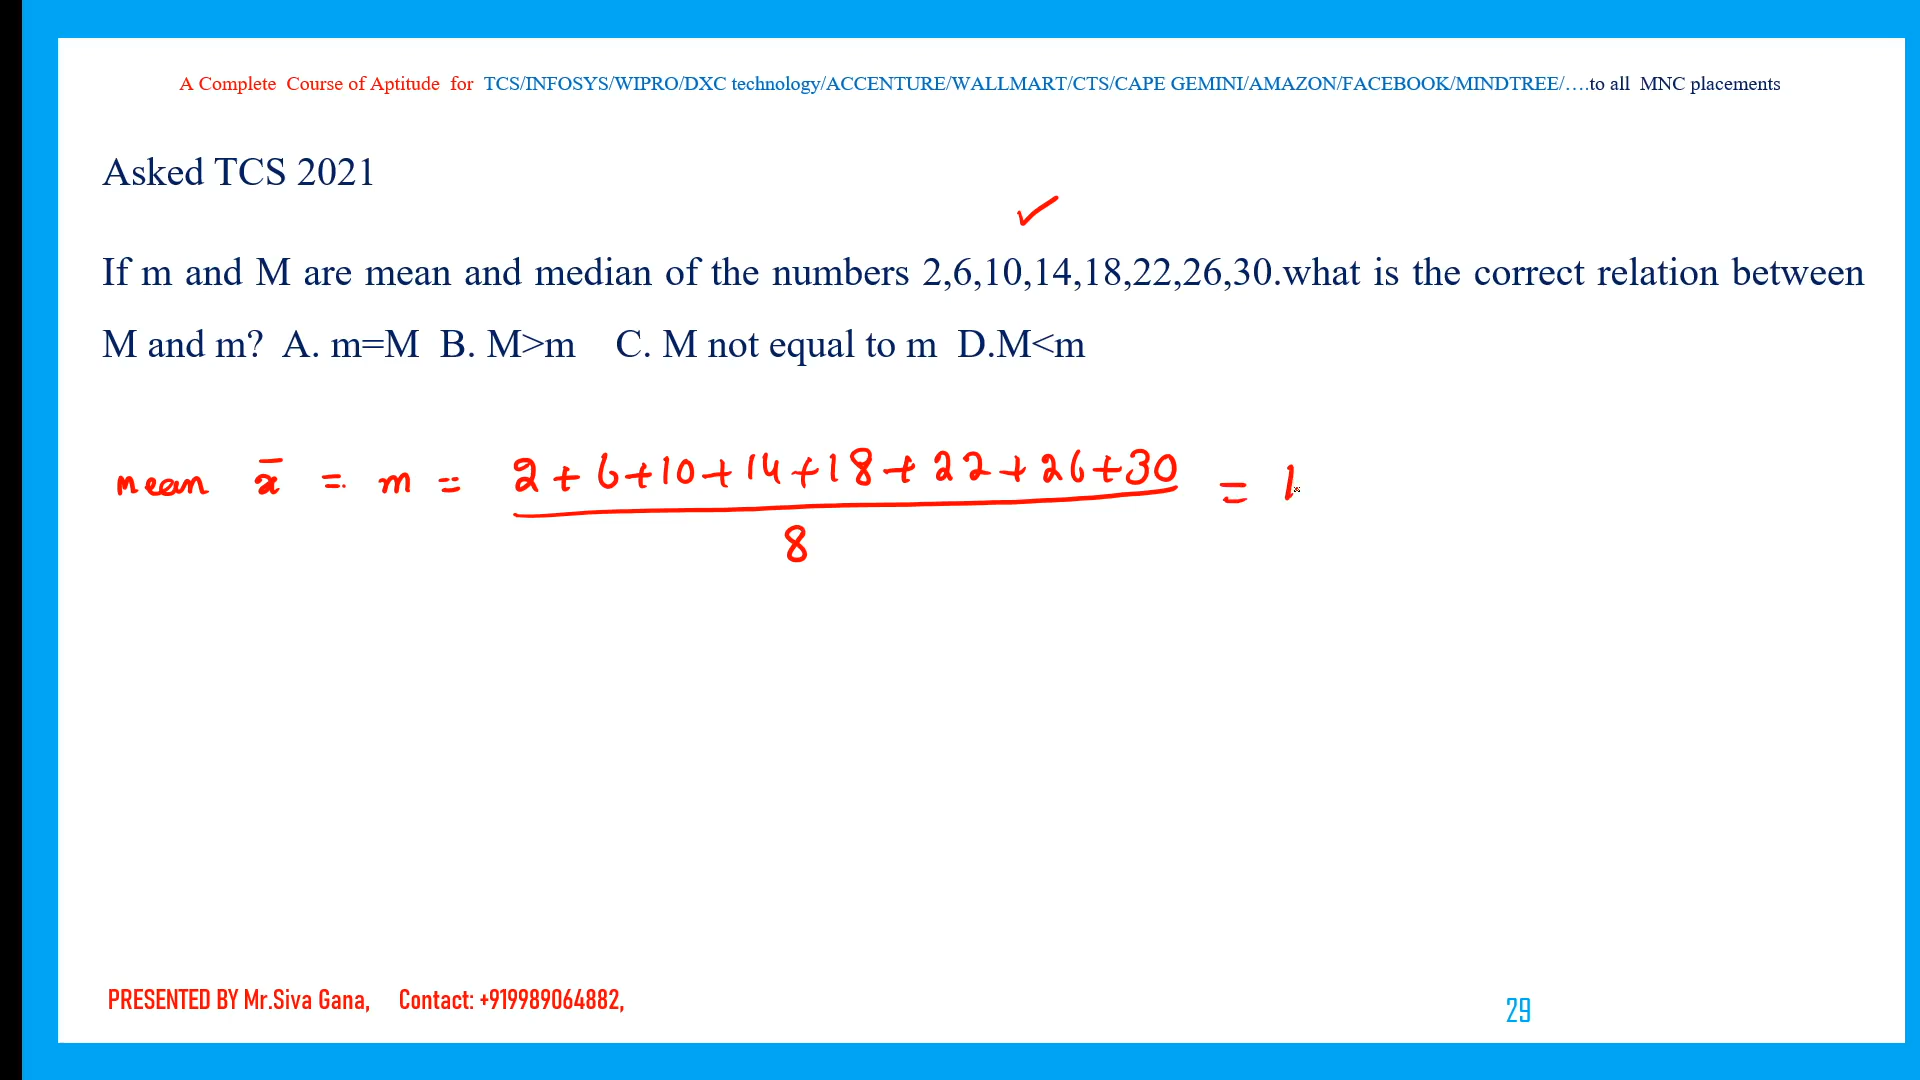 A Complete Course of Aptitude for TCS/INFOSYS/WIPRO/DXC technology/ACCENTURE/WALLMART/CTS/CAPE GEMINI/AMAZON/FACEBOOK/MINDTREE/….to all MNC placements
Asked TCS 2021
If m and M are mean and median of the numbers 2,6,10,14,18,22,26,30.what is the correct relation between
M and m? A. m=M B. M>m C. M not equal to m D.M<m
mean x̄ = m = 2 + 6 + 10 + 14 + 18 + 22 + 26 + 30 = 1
8
PRESENTED BY Mr.Siva Gana, Contact: +919989064882,
29